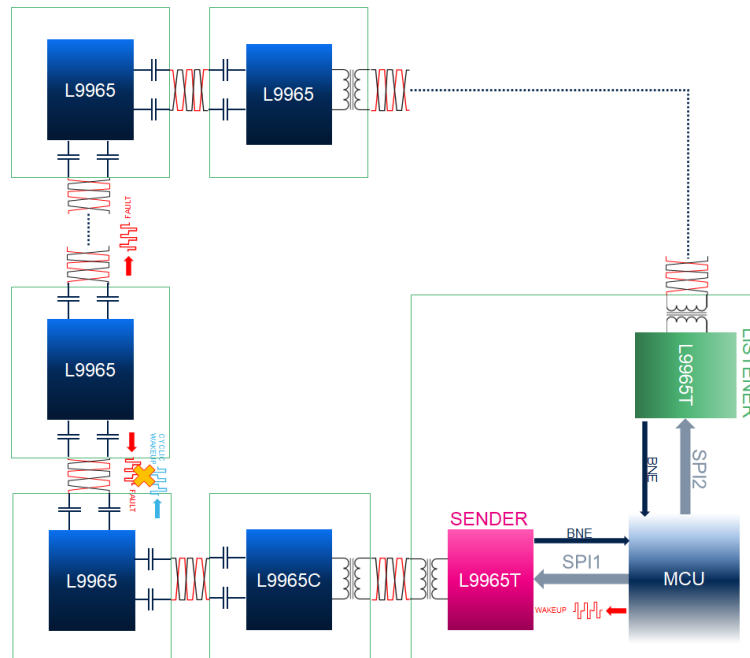 L9965
L9965
FAULT
L9965
L9965T
LISTENER
CYCLIC
WAKEUP
FAULT
BNE
SPI2
SENDER
L9965
L9965C
L9965T
BNE
SPI1
MCU
WAKEUP